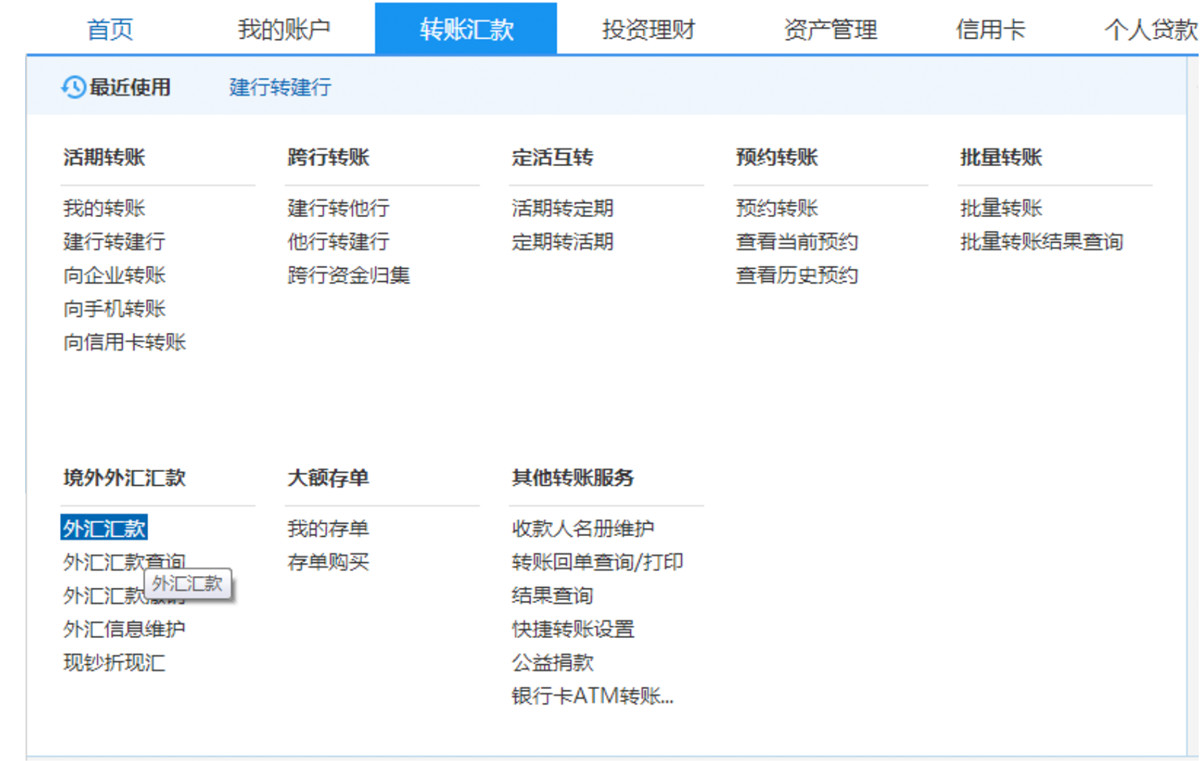 首页 我的账户 转账汇款 投资理财 资产管理 信用卡 个人贷款
最近使用 建行转建行
活期转账 跨行转账 定活互转 预约转账 批量转账
我的转账 建行转他行 活期转定期 预约转账 批量转账
建行转建行 他行转建行 定期转活期 查看当前预约 批量转账结果查询
向企业转账 跨行资金归集 查看历史预约
向手机转账
向信用卡转账
境外外汇汇款 大额存单 其他转账服务
外汇汇款 我的存单 收款人名册维护
外汇汇款查询 存单购买 转账回单查询/打印
外汇汇款
外汇汇款 结果查询
外汇信息维护 快捷转账设置
现钞折现汇 公益捐款
银行卡ATM转账...